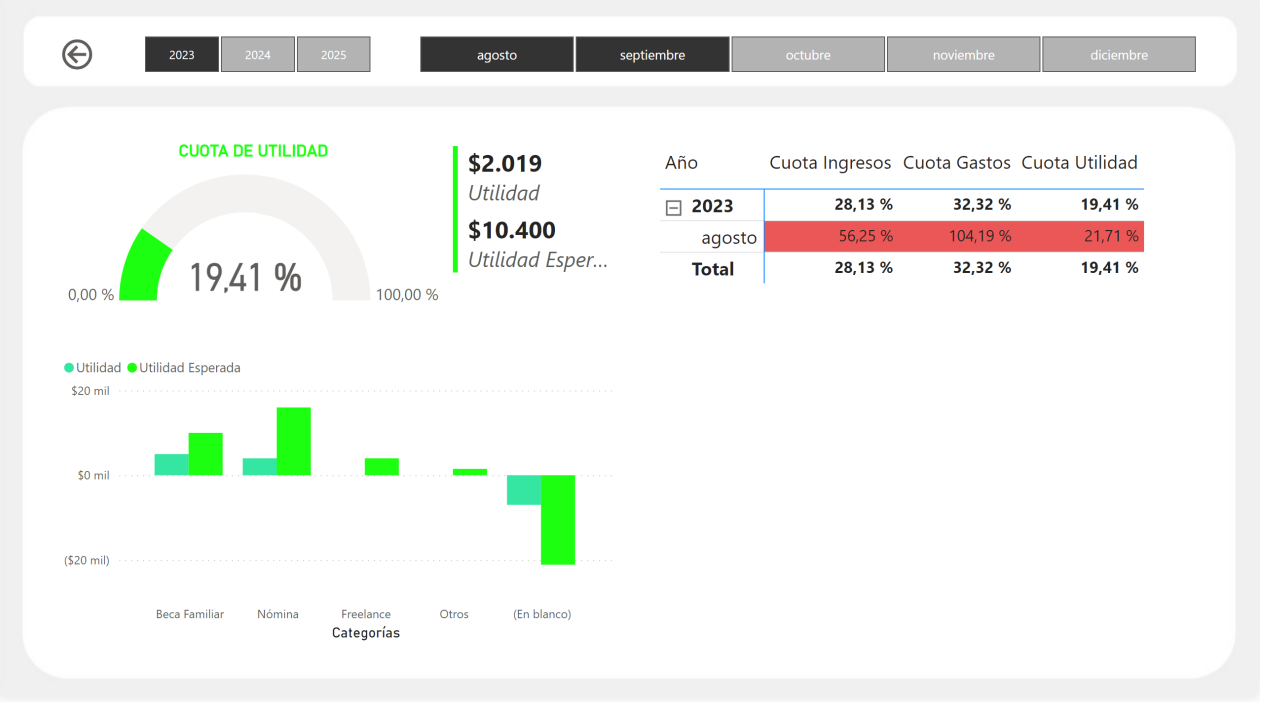 2023 2024 2025 agosto septiembre octubre noviembre diciembre
CUOTA DE UTILIDAD
19,41 %
0,00 % 100,00 %
$2.019
Utilidad
$10.400
Utilidad Esper...
Año Cuota Ingresos Cuota Gastos Cuota Utilidad
2023 28,13 % 32,32 % 19,41 %
agosto 56,25 % 104,19 % 21,71 %
Total 28,13 % 32,32 % 19,41 %
Utilidad Utilidad Esperada
$20 mil
$0 mil
($20 mil)
Beca Familiar Nómina Freelance Otros (En blanco)
Categorías